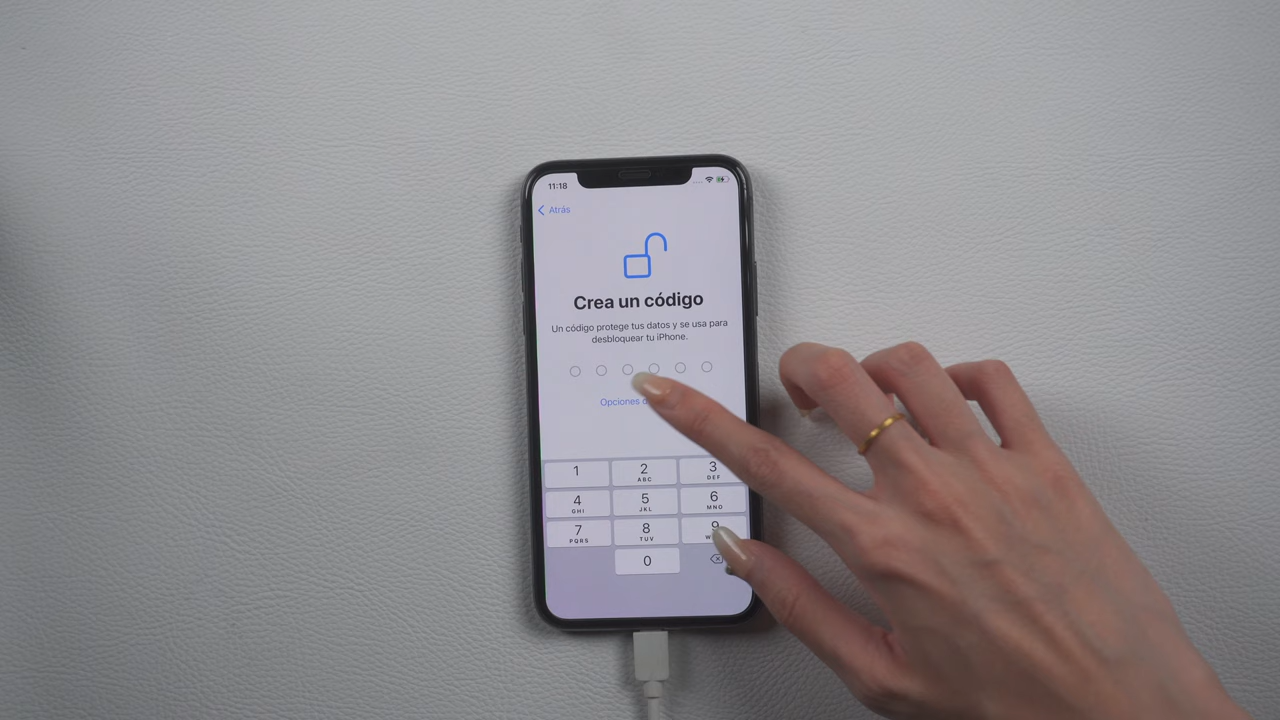 11:18
Atrás
Crea un código
Un código protege tus datos y se usa para
desbloquear tu iPhone.
Opciones
1 2 3
ABC DEF
4 5 6
GHI JKL MNO
7 8 9
PQRS TUV
0